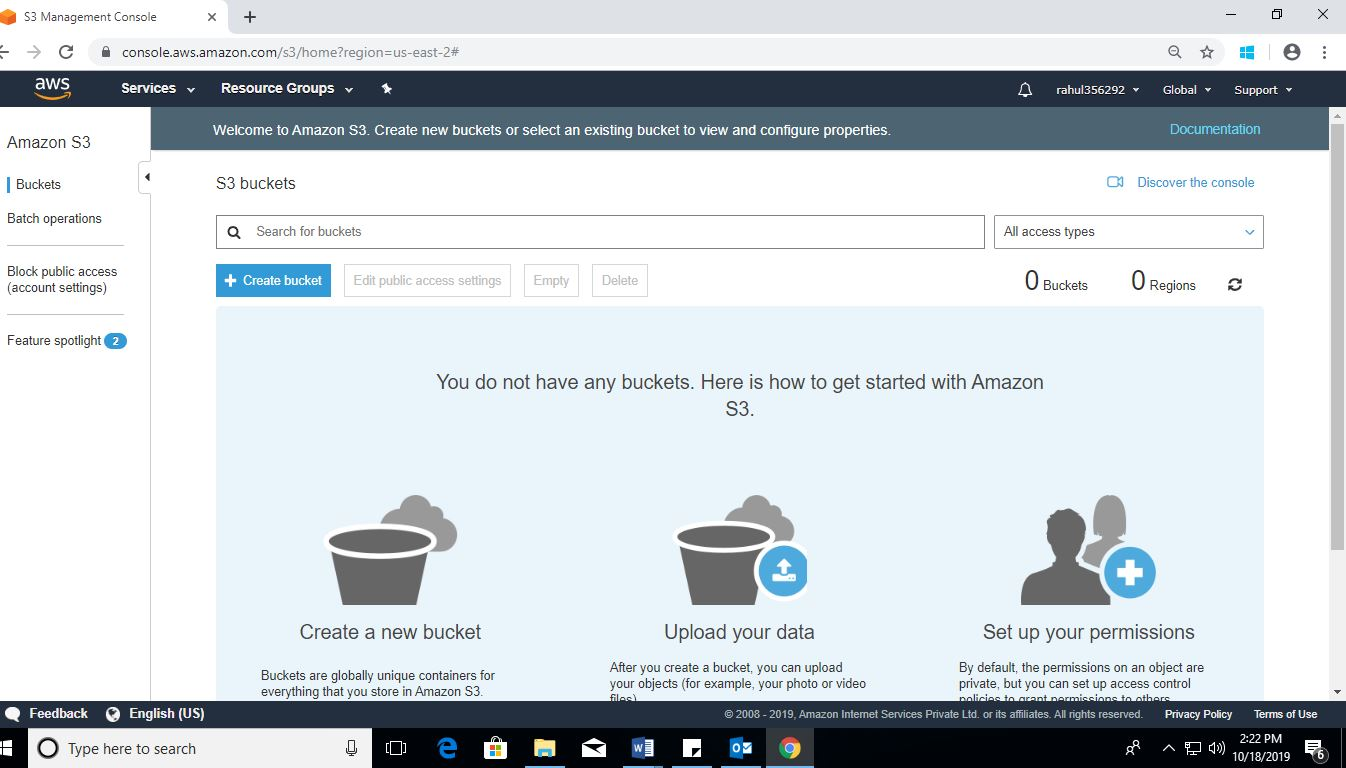 S3 Management Console
console.aws.amazon.com/s3/home?region=us-east-2#
aws
Services
Resource Groups
rahul356292
Global
Support
Amazon S3
Welcome to Amazon S3. Create new buckets or select an existing bucket to view and configure properties.
Documentation
Buckets
Batch operations
Block public access
(account settings)
Feature spotlight 2
S3 buckets
Discover the console
Search for buckets
All access types
+ Create bucket
Edit public access settings
Empty
Delete
0 Buckets
0 Regions
You do not have any buckets. Here is how to get started with Amazon
S3.
Create a new bucket
Buckets are globally unique containers for
everything that you store in Amazon S3.
Upload your data
After you create a bucket, you can upload
your objects (for example, your photo or video
files)
Set up your permissions
By default, the permissions on an object are
private, but you can set up access control
policies to grant permissions to others
Feedback
English (US)
© 2008 - 2019, Amazon Internet Services Private Ltd. or its affiliates. All rights reserved.
Privacy Policy
Terms of Use
Type here to search
2:22 PM
10/18/2019
6